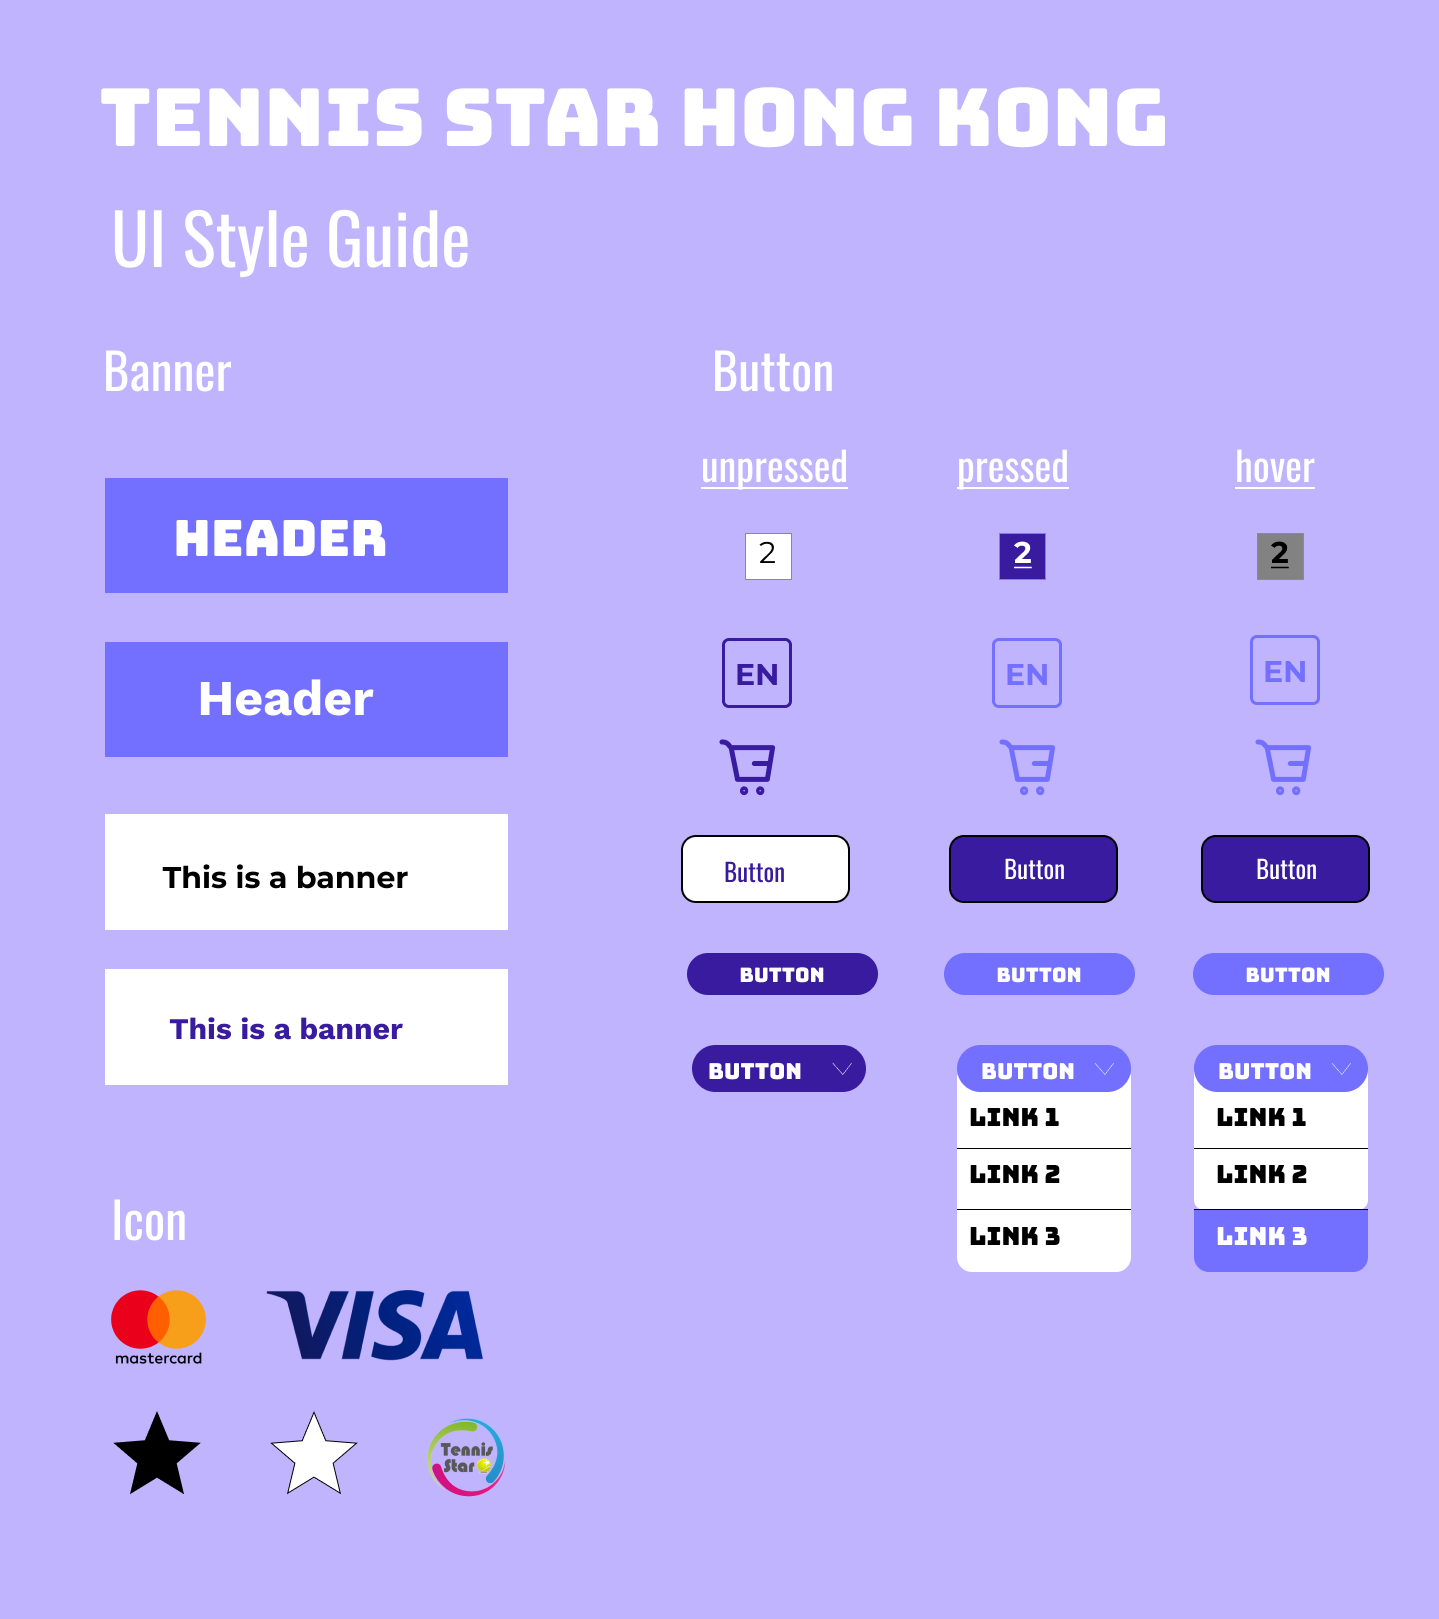 TENNIS STAR HONG KONG
UI Style Guide
Banner
HEADER
Header
This is a banner
This is a banner
Button
unpressed pressed hover
2 2 2
EN EN EN
Button Button Button
BUTTON BUTTON BUTTON
BUTTON BUTTON BUTTON
LINK 1 LINK 1
LINK 2 LINK 2
LINK 3 LINK 3
Icon
mastercard VISA
Tennis
Star